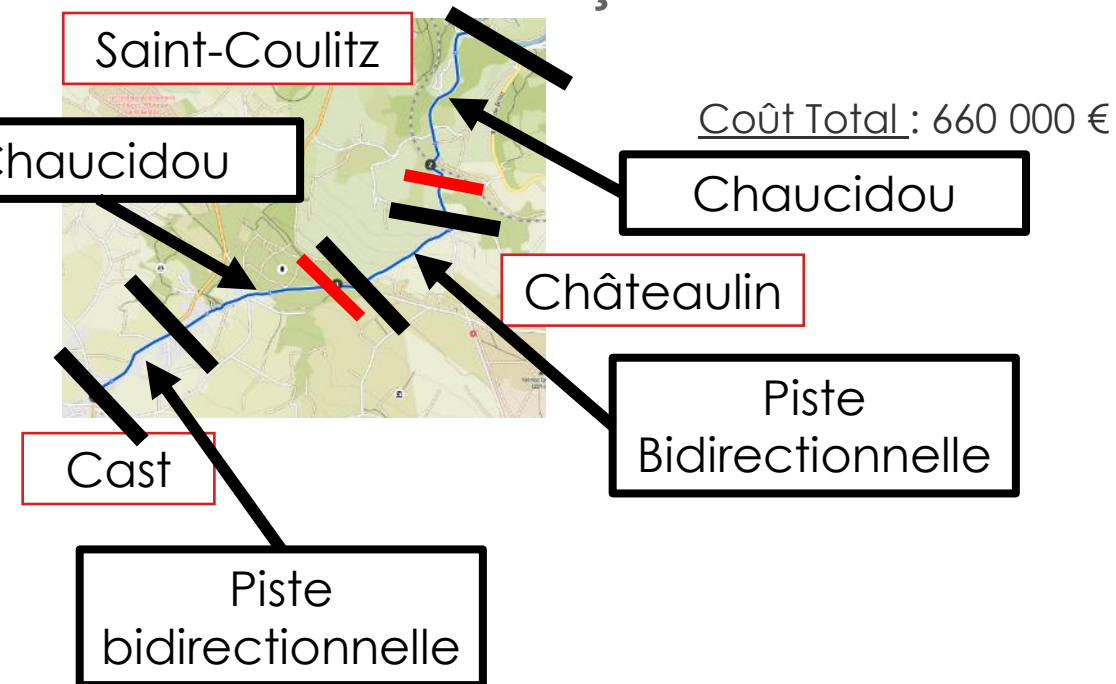 Saint-Coulitz
Coût Total : 660 000 €
Chaucidou
Chaucidou
Châteaulin
Piste
Bidirectionnelle
Cast
Piste
bidirectionnelle